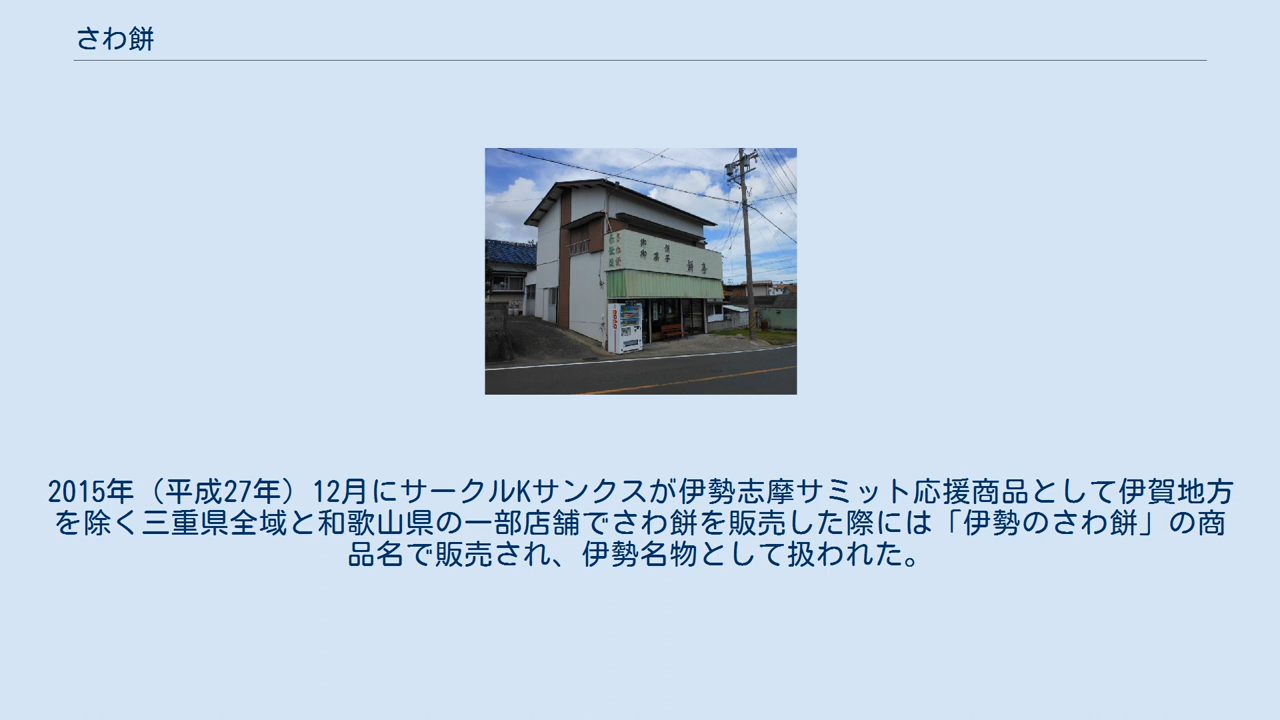 さわ餅
2015年（平成27年）12月にサークルKサンクスが伊勢志摩サミット応援商品として伊賀地方
を除く三重県全域と和歌山県の一部店舗でさわ餅を販売した際には「伊勢のさわ餅」の商
品名で販売され、伊勢名物として扱われた。